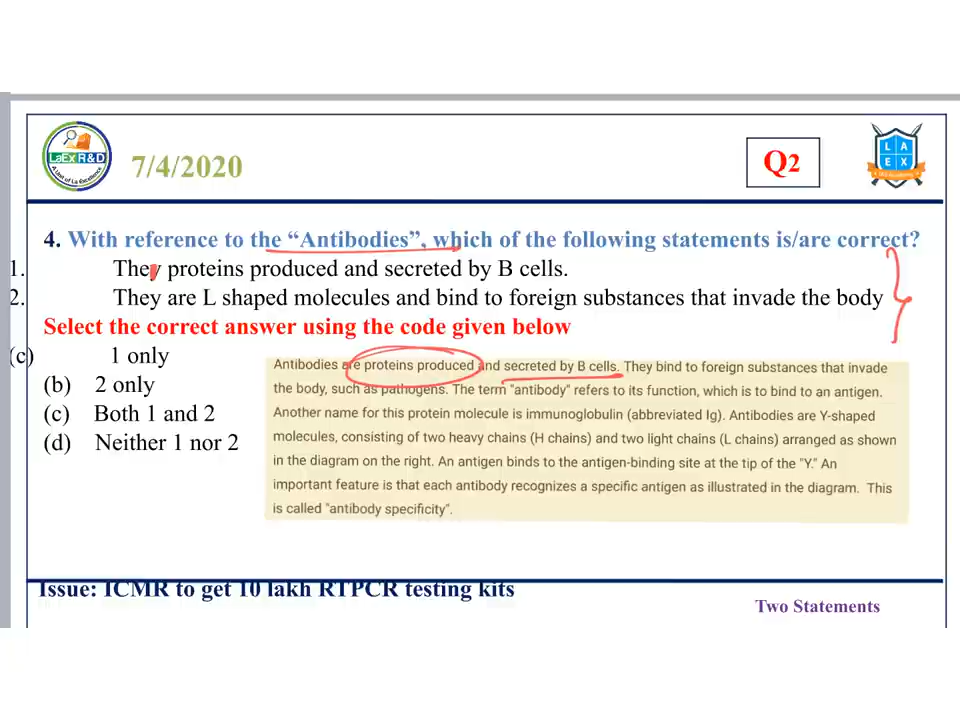 LaEx R&D
A Unit of La Excellence
7/4/2020
Q2
L A
E X
IAS Academy
4. With reference to the “Antibodies”, which of the following statements is/are correct?
1. They proteins produced and secreted by B cells.
2. They are L shaped molecules and bind to foreign substances that invade the body
Select the correct answer using the code given below
(c) 1 only
(b) 2 only
(c) Both 1 and 2
(d) Neither 1 nor 2
Antibodies are proteins produced and secreted by B cells. They bind to foreign substances that invade
the body, such as pathogens. The term "antibody" refers to its function, which is to bind to an antigen.
Another name for this protein molecule is immunoglobulin (abbreviated Ig). Antibodies are Y-shaped
molecules, consisting of two heavy chains (H chains) and two light chains (L chains) arranged as shown
in the diagram on the right. An antigen binds to the antigen-binding site at the tip of the "Y." An
important feature is that each antibody recognizes a specific antigen as illustrated in the diagram. This
is called "antibody specificity".
Issue: ICMR to get 10 lakh RTPCR testing kits
Two Statements